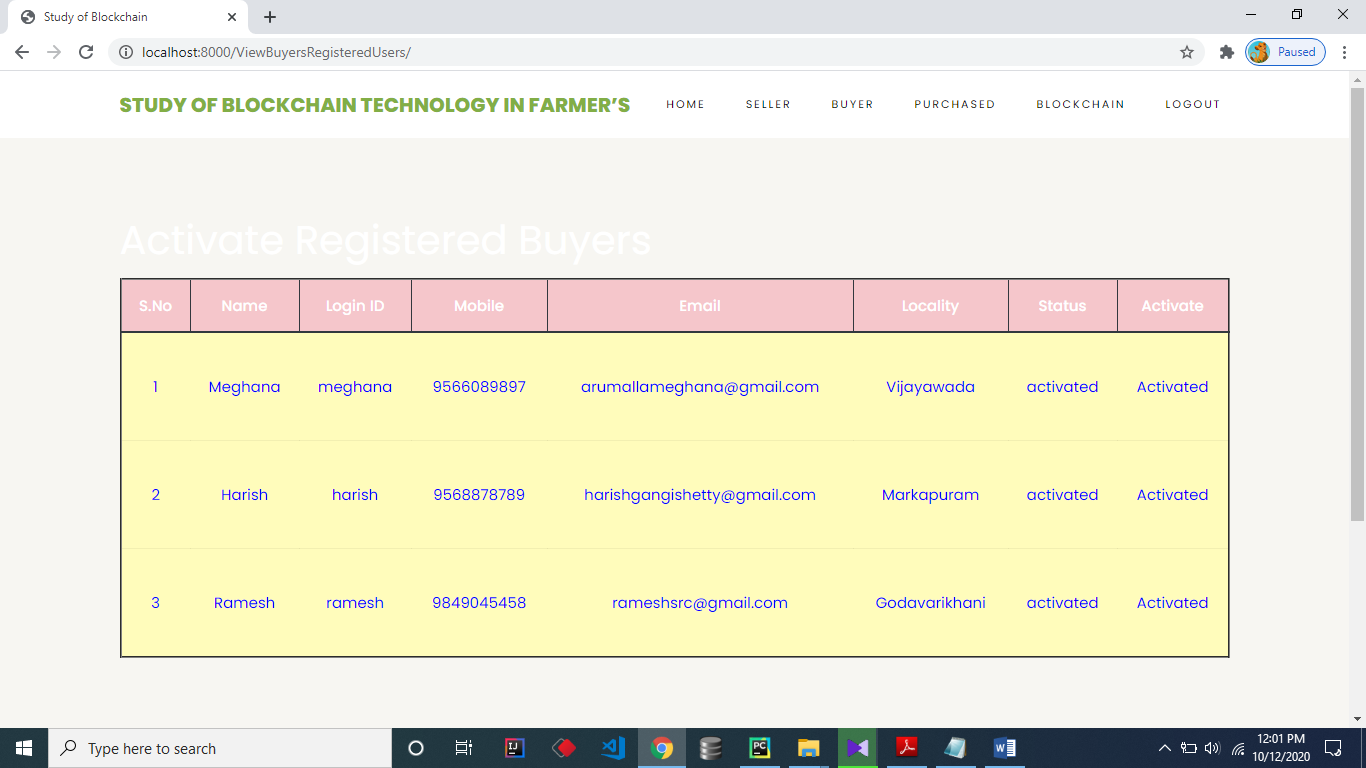 Study of Blockchain
localhost:8000/ViewBuyersRegisteredUsers/
Paused
STUDY OF BLOCKCHAIN TECHNOLOGY IN FARMER’S HOME SELLER BUYER PURCHASED BLOCKCHAIN LOGOUT
Activate Registered Buyers
S.No Name Login ID Mobile Email Locality Status Activate
1 Meghana meghana 9566089897 arumallameghana@gmail.com Vijayawada activated Activated
2 Harish harish 9568878789 harishgangishetty@gmail.com Markapuram activated Activated
3 Ramesh ramesh 9849045458 rameshsrc@gmail.com Godavarikhani activated Activated
Type here to search
IJ
PC
W
12:01 PM
10/12/2020